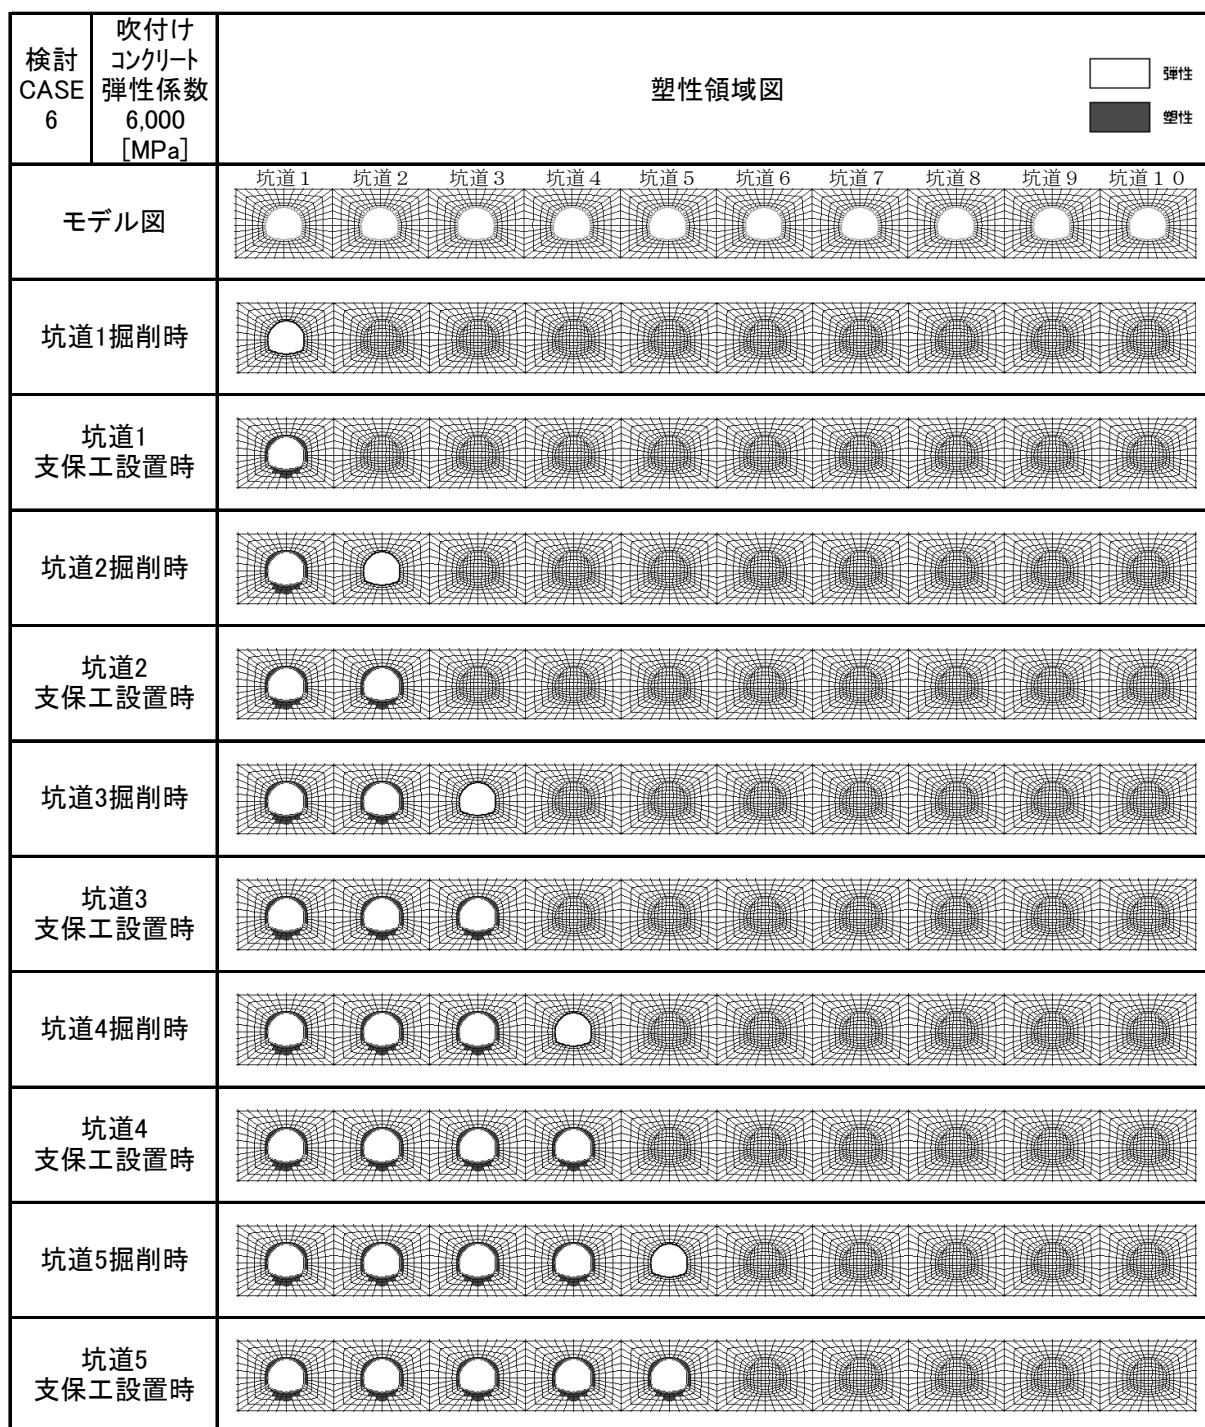 検討
CASE
6
吹付け
コンクリート
弾性係数
6,000
[MPa]
塑性領域図
弾性
塑性
モデル図
坑道1 坑道2 坑道3 坑道4 坑道5 坑道6 坑道7 坑道8 坑道9 坑道10
坑道1掘削時
坑道1
支保工設置時
坑道2掘削時
坑道2
支保工設置時
坑道3掘削時
坑道3
支保工設置時
坑道4掘削時
坑道4
支保工設置時
坑道5掘削時
坑道5
支保工設置時